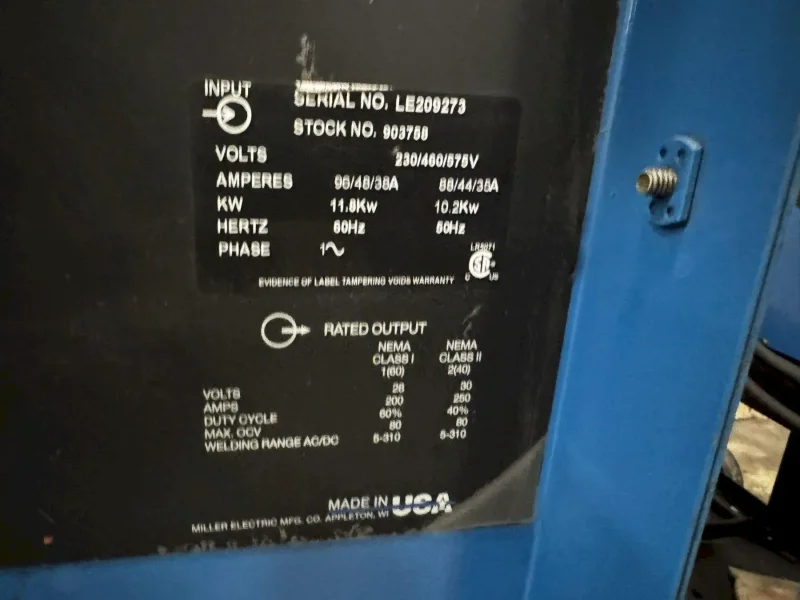 INPUT
SERIAL NO. LE209273
STOCK NO. 903758
VOLTS 230/460/575V
AMPERES 96/48/38A 88/44/35A
KW 11.8Kw 10.2Kw
HERTZ 60Hz 50Hz
PHASE 1
LR5071
C US
EVIDENCE OF LABEL TAMPERING VOIDS WARRANTY
RATED OUTPUT
NEMA NEMA
CLASS I CLASS II
1(60) 2(40)
VOLTS 28 30
AMPS 200 250
DUTY CYCLE 60% 40%
MAX. OCV 80 80
WELDING RANGE AC/DC 5-310 5-310
MADE IN USA
MILLER ELECTRIC MFG. CO. APPLETON, WI